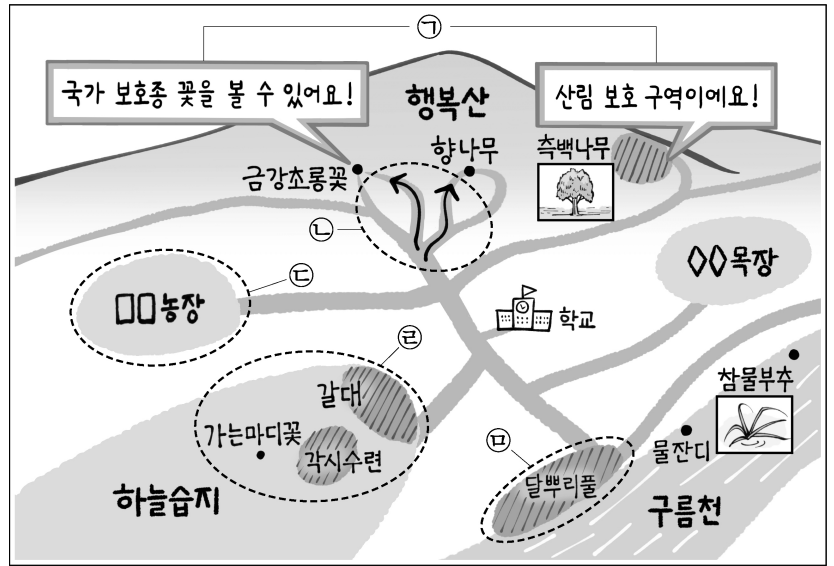 ㉠
국가 보호종 꽃을 볼 수 있어요!
산림 보호 구역이에요!
행복산
향나무
측백나무
금강초롱꽃
㉡
㉢
□□농장
◇◇목장
학교
㉣
갈대
가는마디꽃
각시수련
하늘습지
㉤
달뿌리풀
참물부추
물잔디
구름천